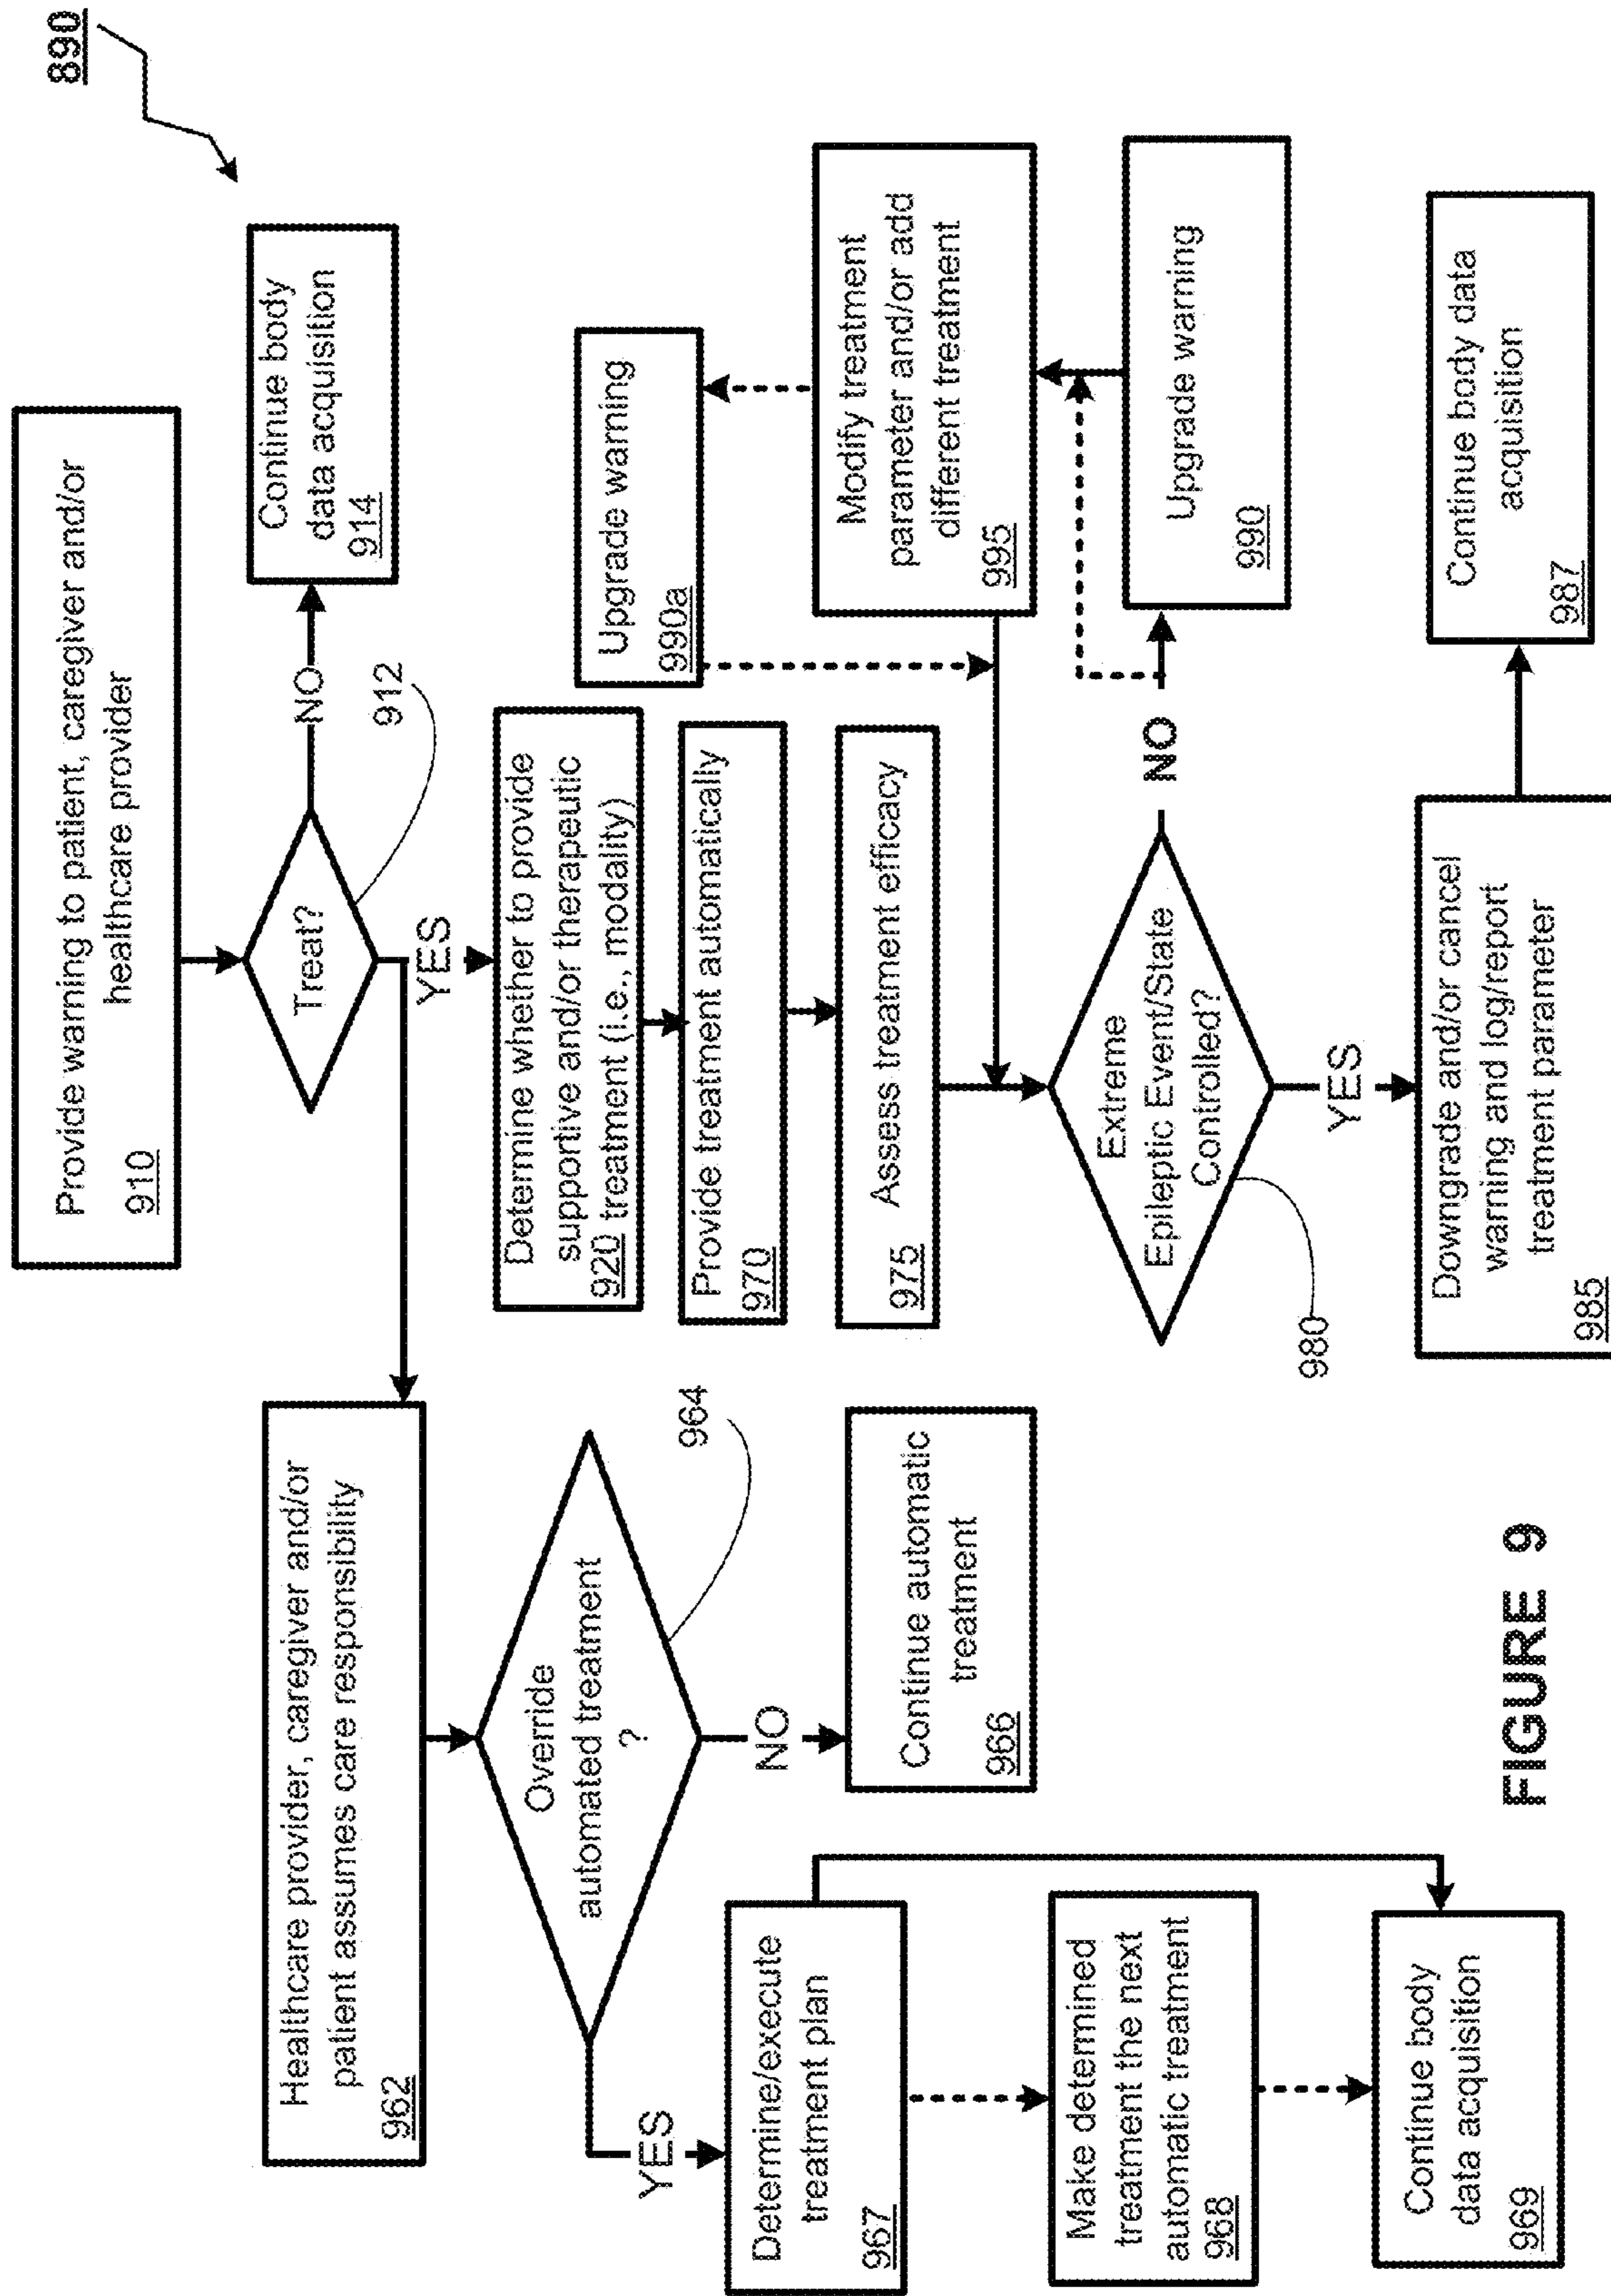 890
Provide warning to patient, caregiver and/or
healthcare provider
910
Treat?
912
NO
Continue body
data acquisition
914
YES
Healthcare provider, caregiver and/or
patient assumes care responsibility
962
Override
automated treatment
?
964
NO
Continue automatic
treatment
966
YES
Determine/execute
treatment plan
967
Make determined
treatment the next
automatic treatment
968
Continue body
data acquisition
969
Determine whether to provide
supportive and/or therapeutic
920 treatment (i.e., modality)
Provide treatment automatically
970
Assess treatment efficacy
975
Extreme
Epileptic Event/State
Controlled?
980
NO
Upgrade warning
990
Modify treatment
parameter and/or add
different treatment
995
Upgrade warning
990a
YES
Downgrade and/or cancel
warning and log/report
treatment parameter
985
Continue body data
acquisition
987
FIGURE 9